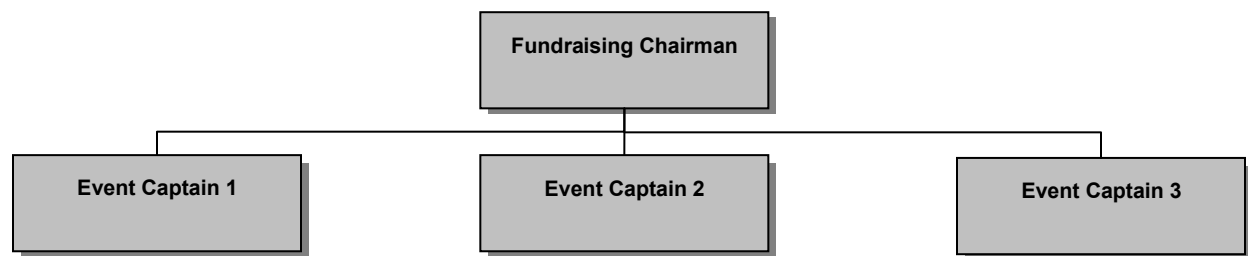 Fundraising Chairman
Event Captain 1
Event Captain 2
Event Captain 3